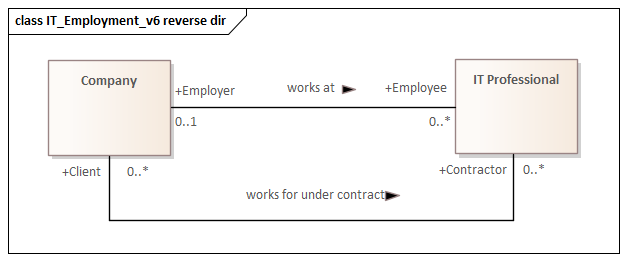 class IT_Employment_v6 reverse dir
Company
IT Professional
+Employer
works at
+Employee
0..1
0..*
+Client
0..*
+Contractor
0..*
works for under contract